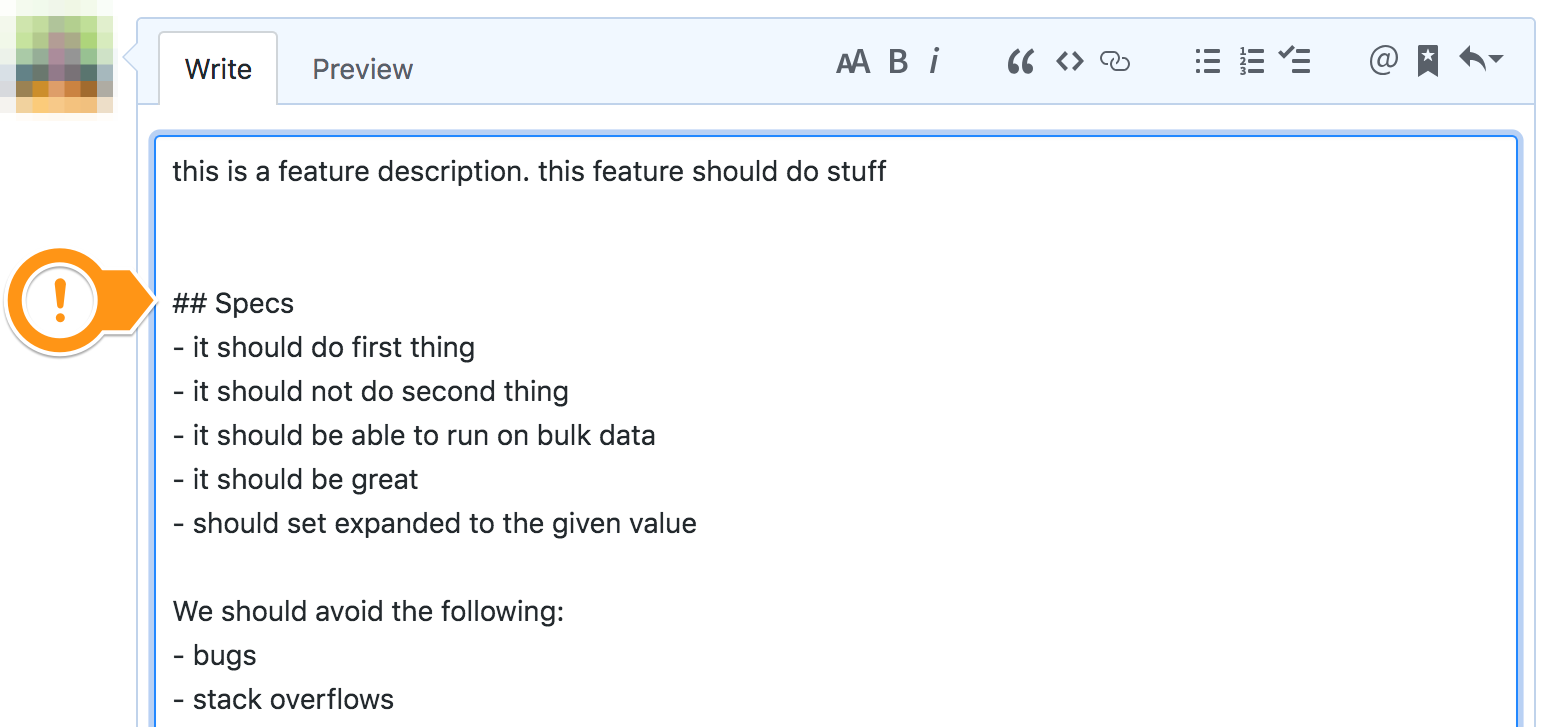 Write Preview
this is a feature description. this feature should do stuff
## Specs
- it should do first thing
- it should not do second thing
- it should be able to run on bulk data
- it should be great
- should set expanded to the given value
We should avoid the following:
- bugs
- stack overflows